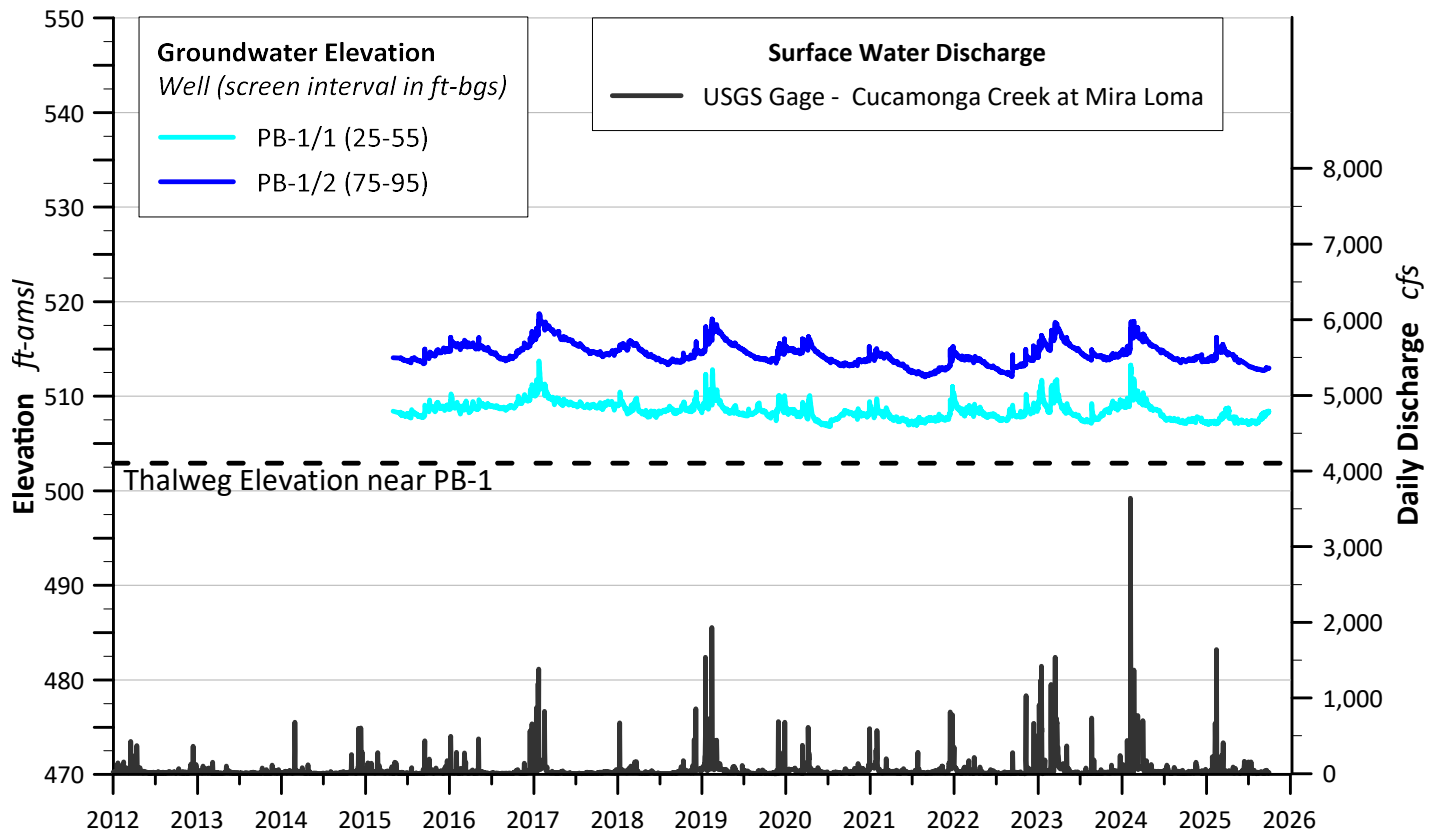 Groundwater Elevation
Well (screen interval in ft-bgs)
PB-1/1 (25-55)
PB-1/2 (75-95)
Surface Water Discharge
USGS Gage - Cucamonga Creek at Mira Loma
Elevation ft-amsl
550
540
530
520
510
500
490
480
470
Thalweg Elevation near PB-1
8,000
7,000
6,000
5,000
4,000
3,000
2,000
1,000
0
Daily Discharge cfs
2012 2013 2014 2015 2016 2017 2018 2019 2020 2021 2022 2023 2024 2025 2026